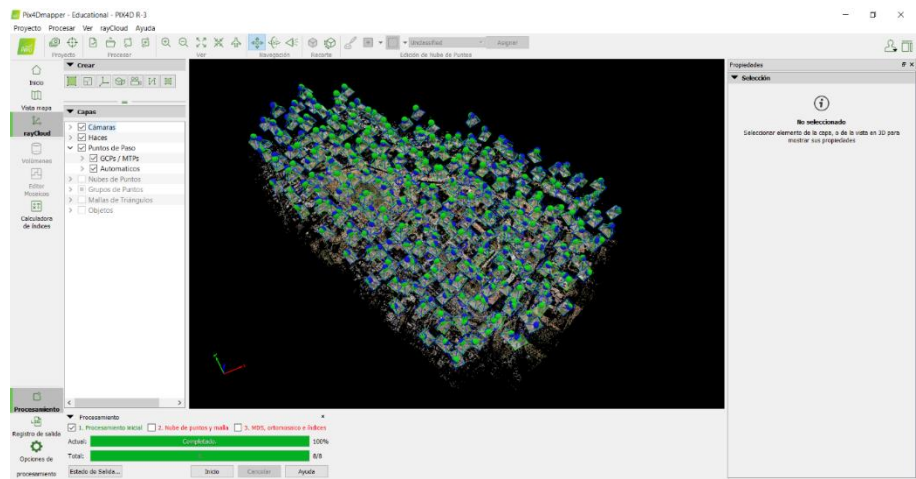 Pix4Dmapper - Educational - PIX4D R-3
Proyecto Procesar Ver rayCloud Ayuda
Unclassified Asignar
Proyecto Procesar Ver Navegación Recorte Edición de Nube de Puntos
Inicio
Vista mapa
rayCloud
Volúmenes
Editor
Mosaicos
Calculadora
de índices
Crear
Capas
Cámaras
Haces
Puntos de Paso
GCPs / MTPs
Automaticos
Nubes de Puntos
Grupos de Puntos
Mallas de Triángulos
Objetos
Propiedades
Selección
No seleccionado
Seleccionar elemento de la capa, o de la vista en 3D para
mostrar sus propiedades
Procesamiento
Registro de salida
Opciones de
procesamiento
Procesamiento
1. Procesamiento inicial 2. Nube de puntos y malla 3. MDS, ortomosaico e índices
Actual: Completado. 100%
Total: 8/8
Estado de Salida... Inicio Cancelar Ayuda